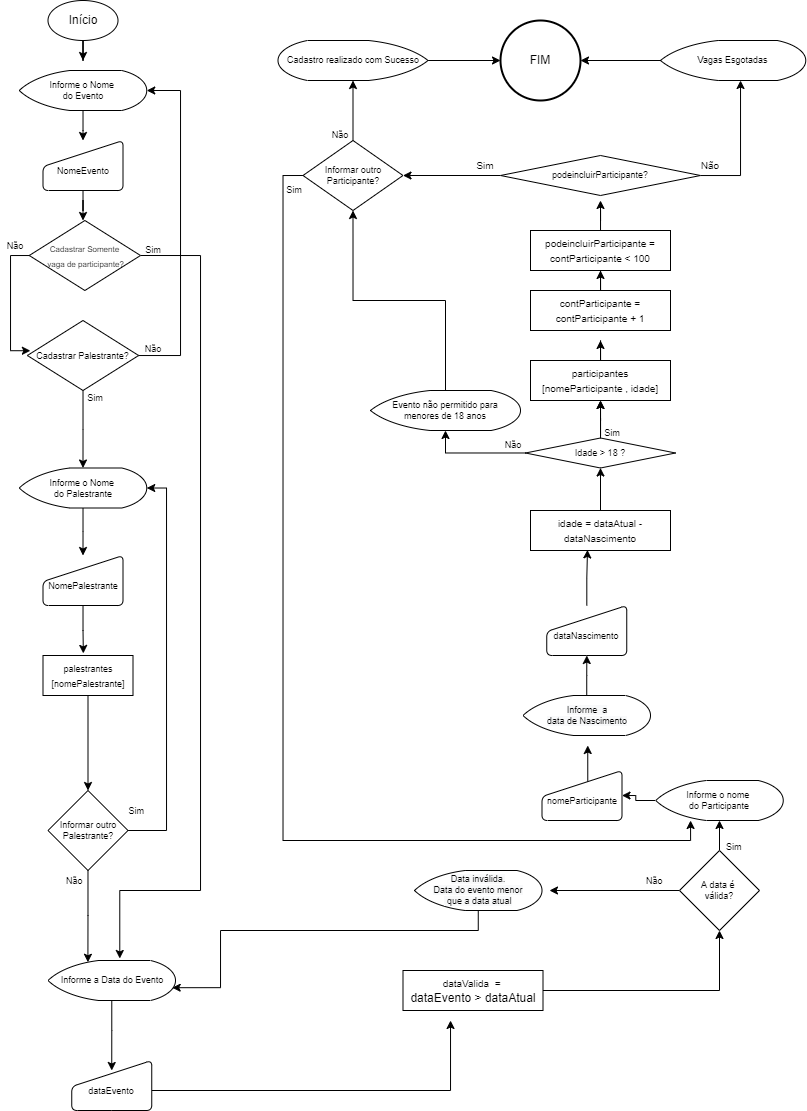 Início
Informe o Nome
do Evento
NomeEvento
Cadastrar Somente
vaga de participante?
Não
Sim
Cadastrar Palestrante?
Não
Sim
Informe o Nome
do Palestrante
NomePalestrante
palestrantes
[nomePalestrante]
Informar outro
Palestrante?
Sim
Não
Informe a Data do Evento
dataEvento
dataValida =
dataEvento > dataAtual
A data é
válida?
Não
Sim
Data inválida.
Data do evento menor
que a data atual
Informe o nome
do Participante
nomeParticipante
Informe a
data de Nascimento
dataNascimento
idade = dataAtual -
dataNascimento
Idade > 18 ?
Não
Sim
Evento não permitido para
menores de 18 anos
participantes
[nomeParticipante , idade]
contParticipante =
contParticipante + 1
podeincluirParticipante =
contParticipante < 100
podeincluirParticipante?
Sim
Não
Informar outro
Participante?
Não
Sim
Cadastro realizado com Sucesso
FIM
Vagas Esgotadas